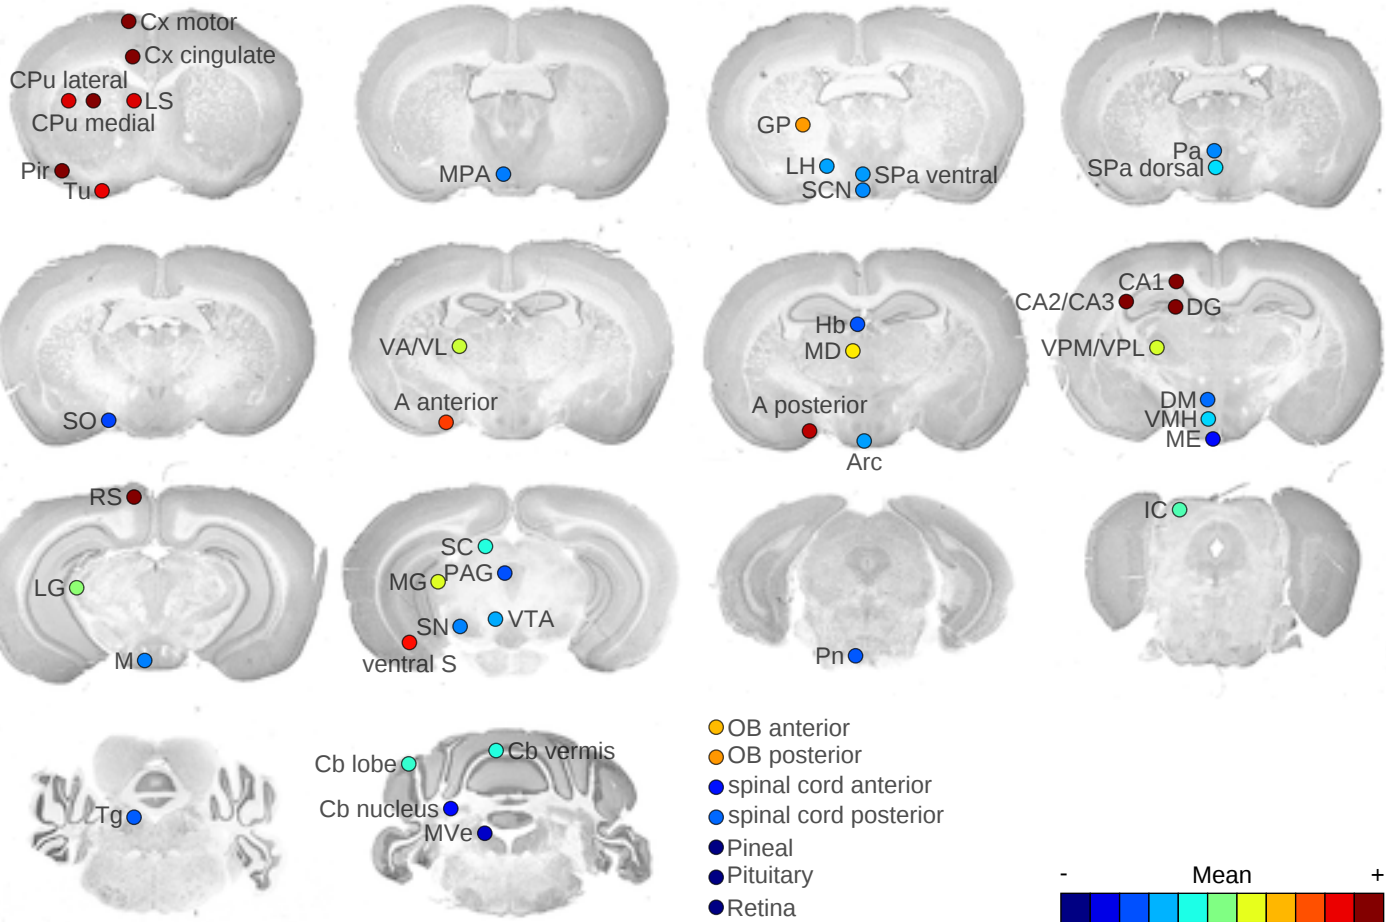 Cx motor
Cx cingulate
CPu lateral
LS
CPu medial
Pir
Tu
MPA
GP
LH
SPa ventral
SCN
Pa
SPa dorsal
SO
VA/VL
A anterior
Hb
MD
A posterior
Arc
CA1
CA2/CA3
DG
VPM/VPL
DM
VMH
ME
RS
LG
M
SC
PAG
MG
SN
VTA
ventral S
Pn
IC
Tg
Cb lobe
Cb vermis
Cb nucleus
MVe
OB anterior
OB posterior
spinal cord anterior
spinal cord posterior
Pineal
Pituitary
Retina
- Mean +